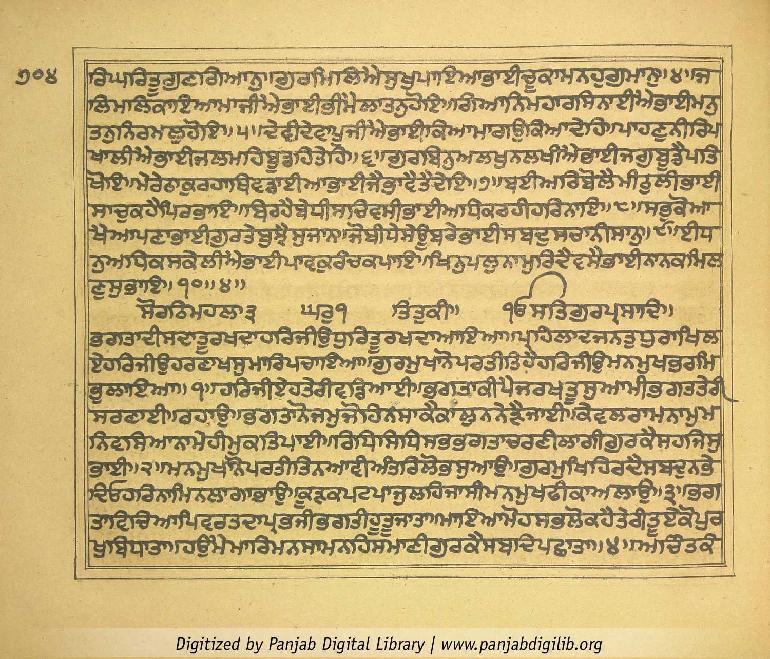 ੭੦੪
ਰਿਘਰਿਤੂਗੁਣਗਿਆਨੁ॥ਗੁਰਮਿਲਿਐਸੁਖੁਪਾਇਆਭਾਈਚੂਕਾਮਨਹੁਗੁਮਾਨੁ॥੪॥ਜ
ਲਿਮਲਿਕਾਇਆਮਾਜੀਐਭਾਈਭੀਮੈਲਾਤਨੁਹੋਇ॥ਗਿਆਨਿਮਹਾਰਸਿਨਾਈਐਭਾਈਮਨੁ
ਤਨੁਨਿਰਮਲੁਹੋਇ॥੫॥ਦੇਵੀਦੇਵਾਪੂਜੀਐਭਾਈਕਿਆਮਾਗਉਕਿਆਦੇਹਿ॥ਪਾਹਣੁਨੀਰਿਪ
ਖਾਲੀਐਭਾਈਜਲਮਹਿਬੂਡਹਿਤੇਹਿ॥੬॥ਗੁਰਬਿਨੁਅਲਖੁਨਲਖੀਐਭਾਈਜਗੁਬੂਡੈਪਤਿ
ਖੋਇ॥ਮੇਰੇਠਾਕੁਰਹਾਥਿਵਡਾਈਆਭਾਈਜੈਭਾਵੈਤੈਦੇਇ॥੭॥ਬਈਆਰਿਬੋਲੈਮੀਠੁਲੀਭਾਈ
ਸਾਚੁਕਹੈਪਿਰਭਾਇ॥ਬਿਰਹੈਬੇਧੀਸਚਿਵਸੀਭਾਈਅਧਿਕਰਹੀਹਰਿਨਾਇ॥੮॥ਸਭੁਕੋਆ
ਖੈਆਪਣਾਭਾਈਗੁਰਤੇਬੁਝੈਸੁਜਾਨੁ॥ਜੋਬੀਧੇਸੇਊਬਰੇਭਾਈਸਬਦੁਸਚਾਨੀਸਾਨੁ॥੯॥ਈਧ
ਨੁਅਧਿਕਸਕੇਲੀਐਭਾਈਪਾਵਕੁਰੰਚਕਪਾਇ॥ਖਿਨੁਪਲੁਨਾਮੁਰਿਦੈਵਸੈਭਾਈਨਾਨਕਮਿਲ
ਣੁਸੁਭਾਇ॥੧੦॥੪॥
ਸੋਰਠਿਮਹਲਾ੩ ਘਰੁ੧ ਤਿਤੁਕੀ॥ ੴਸਤਿਗੁਰਪ੍ਰਸਾਦਿ॥
ਭਗਤਾਦੀਸਦਾਤੂਰਖਦਾਹਰਿਜੀਉਧੁਰਿਤੂਰਖਦਾਆਇਆ॥ਪ੍ਰਹਿਲਾਦਜਨਤੁਧੁਰਾਖਿਲ
ਏਹਰਿਜੀਉਹਰਣਾਖਸੁਮਾਰਿਪਚਾਇਆ॥ਗੁਰਮੁਖਾਨੋਪਰਤੀਤਿਹੈਹਰਿਜੀਉਮਨਮੁਖਭਰਮਿ
ਭੁਲਾਇਆ॥੧॥ਹਰਿਜੀਏਹਤੇਰੀਵਡਿਆਈ॥ਭਗਤਾਕੀਪੈਜਰਖੁਤੂਸੁਆਮੀਭਗਤਤੇਰੀ
ਸਰਣਾਈ॥ਰਹਾਉ॥ਭਗਤਾਨੋਜਮੁਜੋਹਿਨਸਾਕੈਕਾਲੁਨਨੇੜੈਜਾਈ॥ਕੇਵਲਰਾਮਨਾਮੁਮ
ਨਿਵਸਿਆਨਾਮੇਹੀਮੁਕਤਿਪਾਈ॥ਰਿਧਿਸਿਧਿਸਭਭਗਤਾਚਰਣੀਲਾਗੀਗੁਰਕੈਸਹਜਿਸੁ
ਭਾਈ॥੨॥ਮਨਮੁਖਾਨੋਪਰਤੀਤਿਨਆਵੀਅੰਤਰਿਲੋਭਸੁਆਉ॥ਗੁਰਮੁਖਿਹਿਰਦੈਸਬਦੁਨਭੇ
ਦਿਓਹਰਿਨਾਮਿਨਲਾਗਾਭਾਉ॥ਕੂੜਕਪਟਪਾਜੁਲਹਿਜਾਸੀਮਨਮੁਖਫੀਕਾਅਲਾਉ॥੩॥ਭਗ
ਤਾਵਿਚਿਆਪਿਵਰਤਦਾਪ੍ਰਭਜੀਭਗਤੀਹੂਤੂਜਾਤਾ॥ਮਾਇਆਮੋਹਸਭਲੋਕਹੈਤੇਰੀਤੂਏਕੋਪੁਰ
ਖੁਬਿਧਾਤਾ॥ਹਉਮੈਮਾਰਿਮਨਸਾਮਨਹਿਸਮਾਣੀਗੁਰਕੈਸਬਦਿਪਛਾਤਾ॥੪॥ਅਚਿੰਤਕੰ
Digitized by Panjab Digital Library | www.panjabdigilib.org